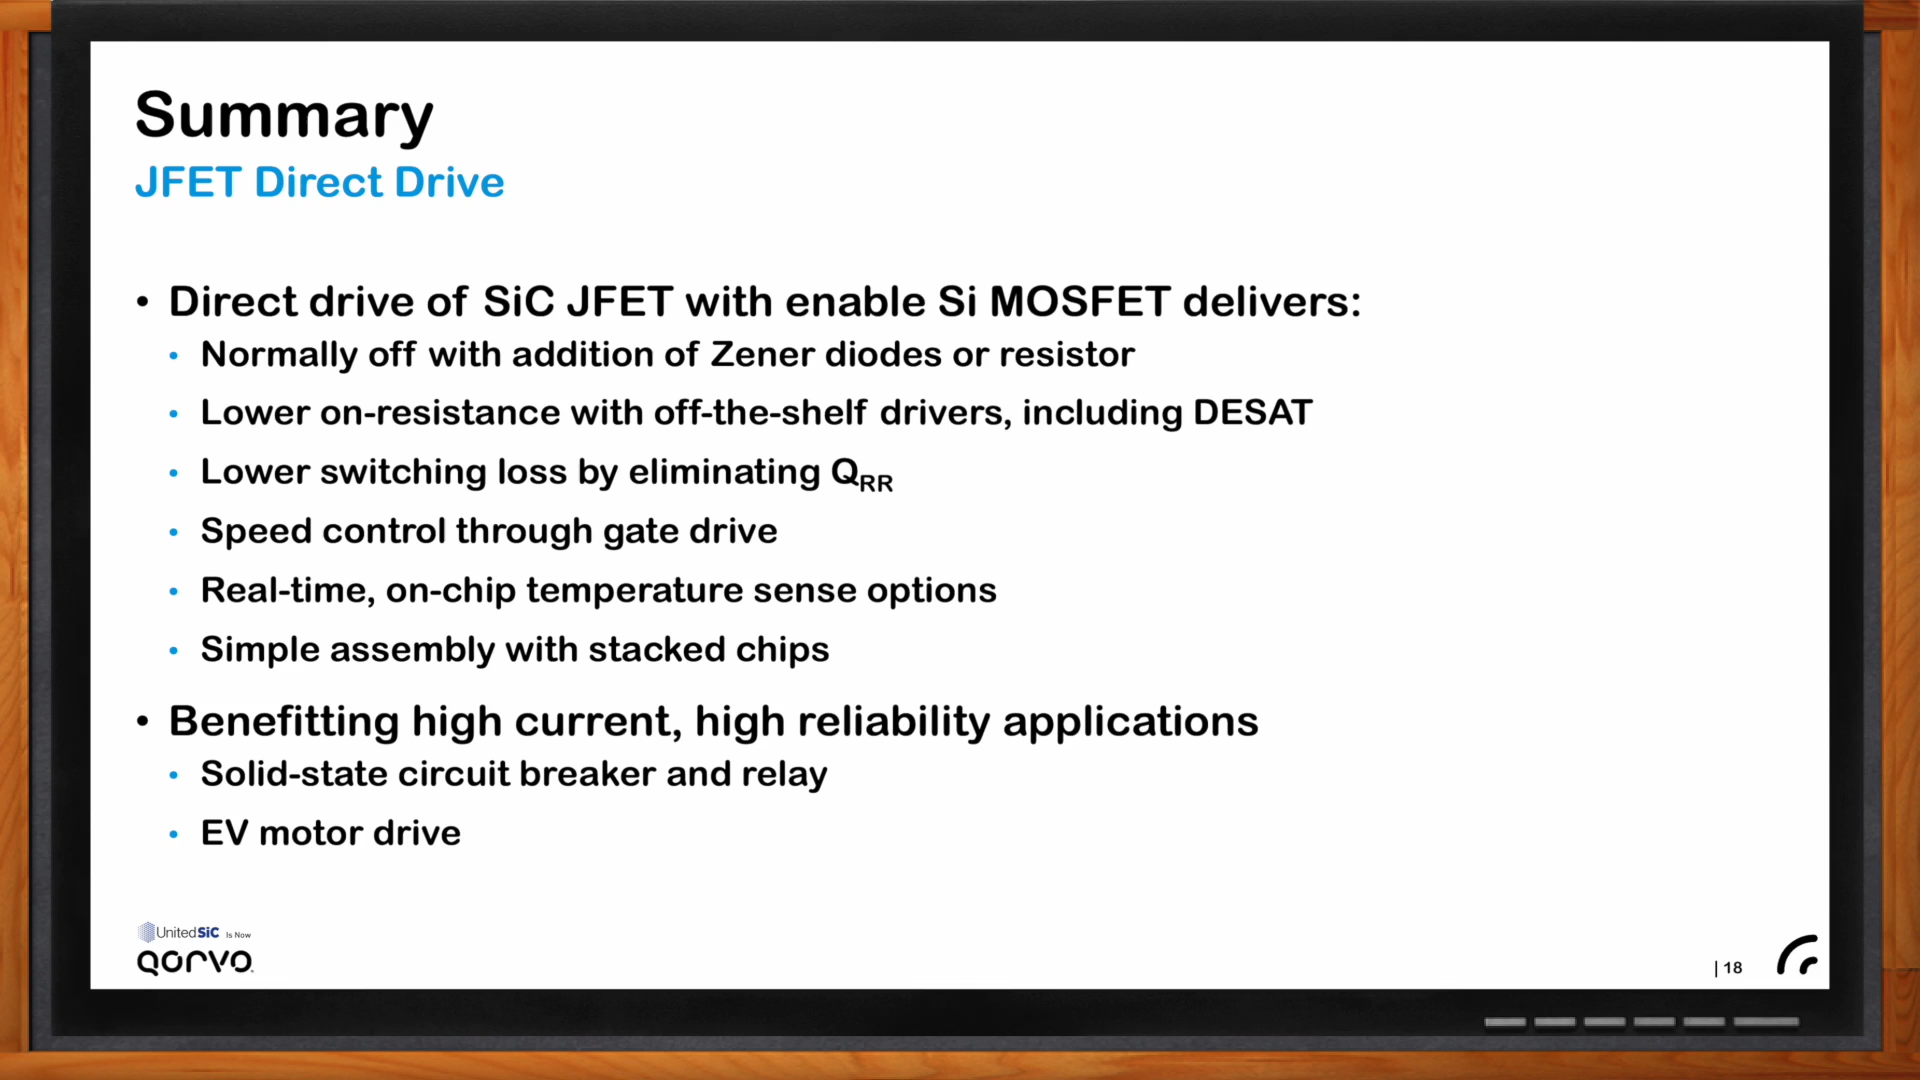 Summary
JFET Direct Drive
• Direct drive of SiC JFET with enable Si MOSFET delivers:
• Normally off with addition of Zener diodes or resistor
• Lower on-resistance with off-the-shelf drivers, including DESAT
• Lower switching loss by eliminating QRR
• Speed control through gate drive
• Real-time, on-chip temperature sense options
• Simple assembly with stacked chips
• Benefitting high current, high reliability applications
• Solid-state circuit breaker and relay
• EV motor drive
UnitedSiC Is Now
QORVO
| 18